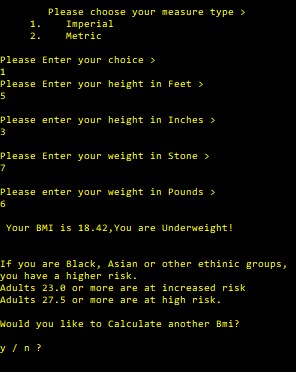 Please choose your measure type >
1. Imperial
2. Metric
Please Enter your choice >
1
Please Enter your height in Feet >
5
Please enter your height in Inches >
3
Please Enter your weight in Stone >
7
Please enter your weight in Pounds >
6
Your BMI is 18.42,You are Underweight!
If you are Black, Asian or other ethinic groups,
you have a higher risk.
Adults 23.0 or more are at increased risk
Adults 27.5 or more are at high risk.
Would you like to Calculate another Bmi?
y / n ?